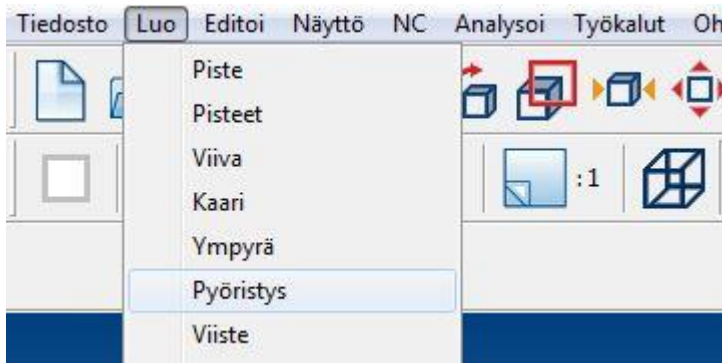 Tiedosto Luo Editoi Näyttö NC Analysoi Työkalut
Piste
Pisteet
Viiva
:1
Kaari
Ympyrä
Pyöristys
Viiste